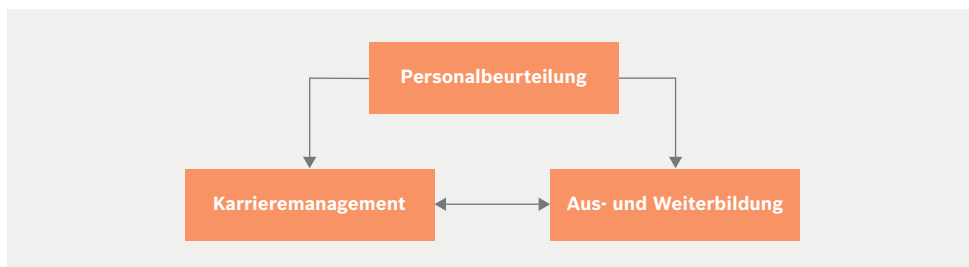 Personalbeurteilung
Karrieremanagement
Aus- und Weiterbildung